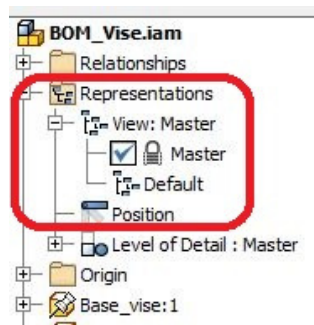 BOM_Vise.iam
Relationships
Representations
View: Master
Master
Default
Position
Level of Detail : Master
Origin
Base_vise:1